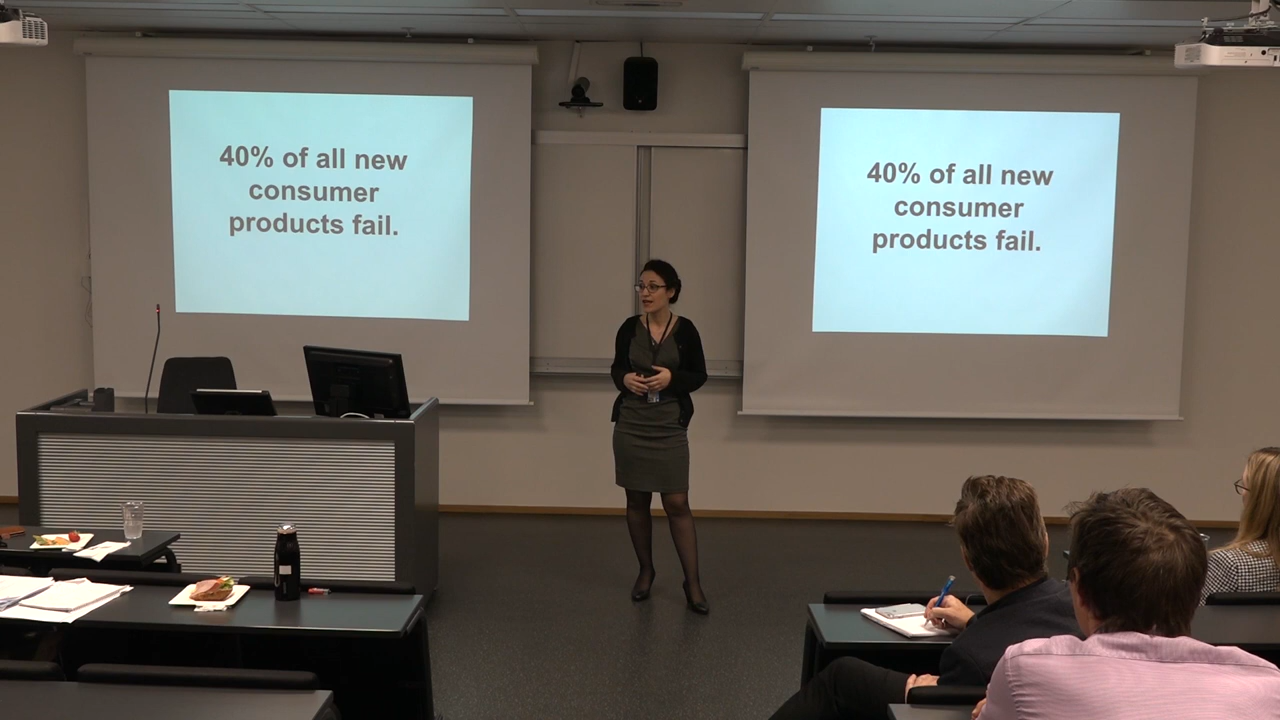 40% of all new
consumer
products fail.
40% of all new
consumer
products fail.